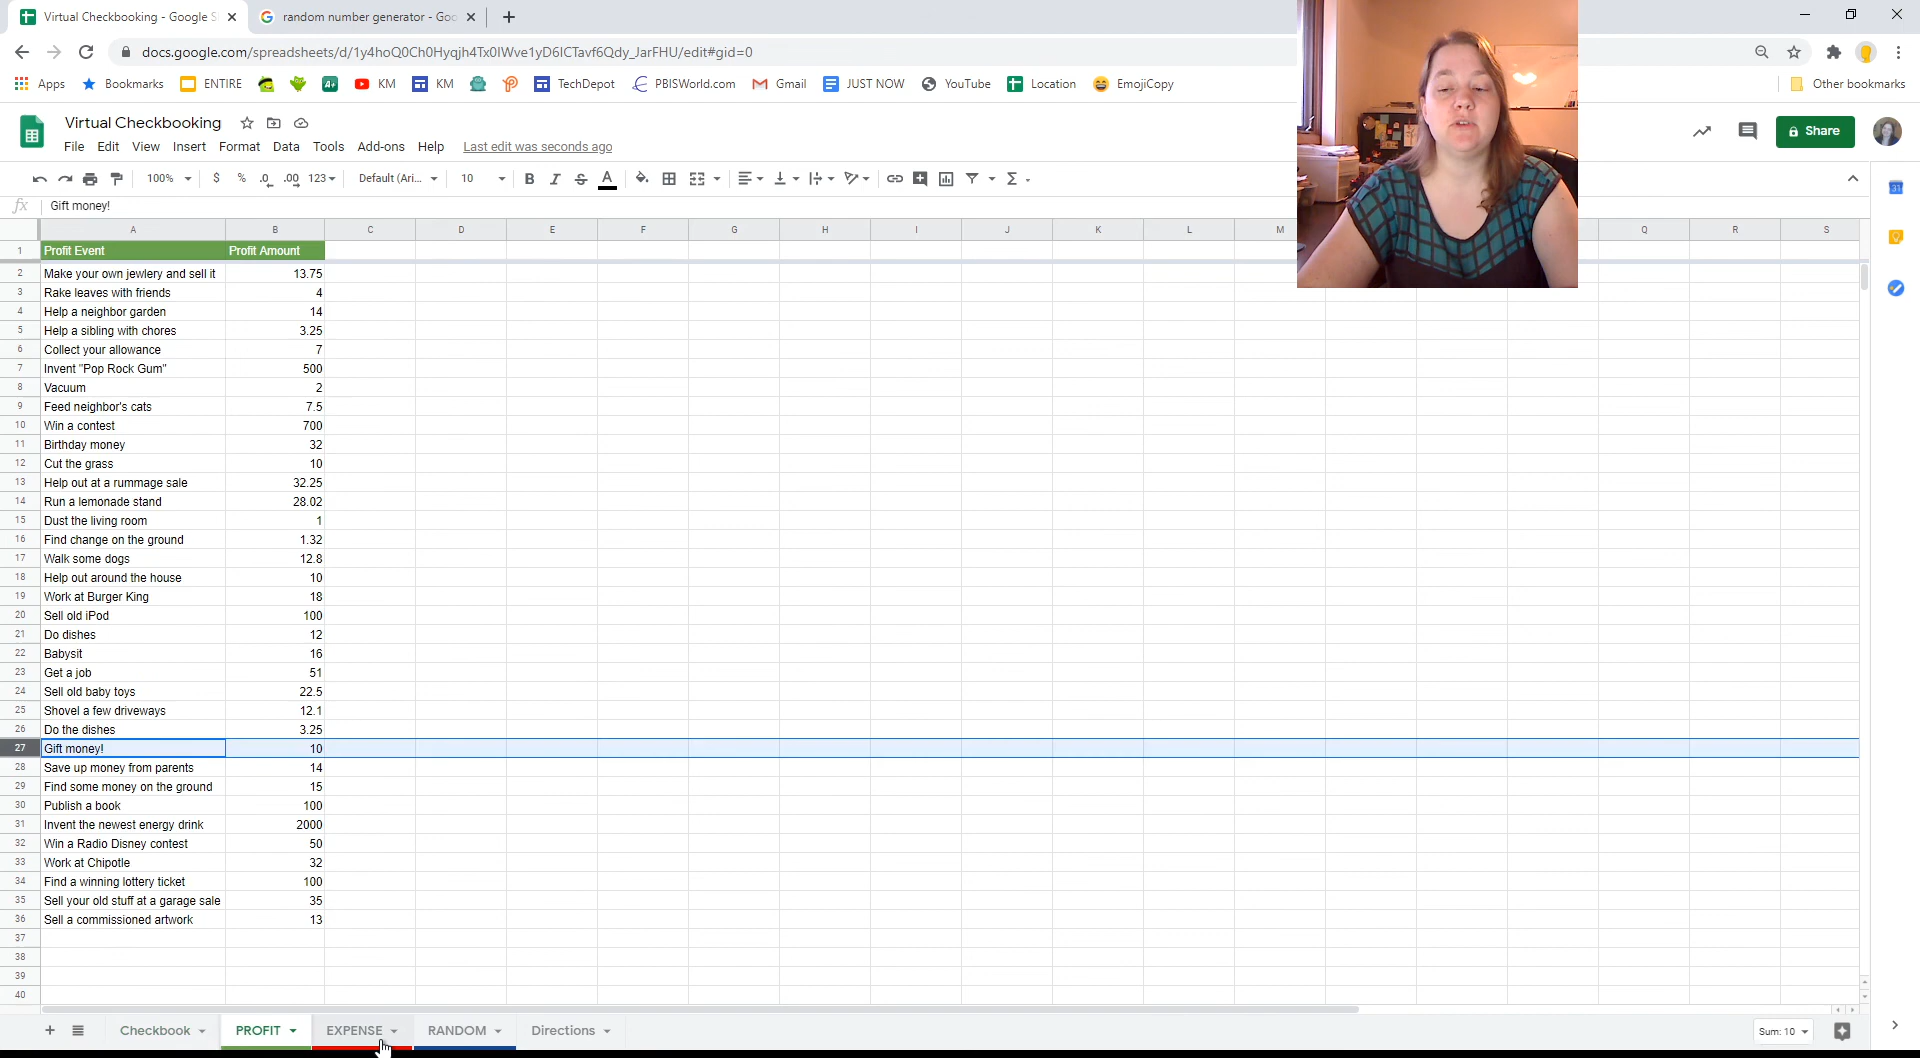 Virtual Checkbooking - Google S
random number generator - Goo
docs.google.com/spreadsheets/d/1y4hoQ0Ch0Hyqjh4Tx0IWve1yD6ICTavf6Qdy_JarFHU/edit#gid=0
Apps Bookmarks ENTIRE KM KM TechDepot PBISWorld.com Gmail JUST NOW YouTube Location EmojiCopy Other bookmarks
Virtual Checkbooking
Share
File Edit View Insert Format Data Tools Add-ons Help Last edit was seconds ago
100% $ % .0 .00 123 Default (Ari... 10 B I S A
fx Gift money!
A B C D E F G H I J K L M Q R S
1 Profit Event Profit Amount
2 Make your own jewlery and sell it 13.75
3 Rake leaves with friends 4
4 Help a neighbor garden 14
5 Help a sibling with chores 3.25
6 Collect your allowance 7
7 Invent "Pop Rock Gum" 500
8 Vacuum 2
9 Feed neighbor's cats 7.5
10 Win a contest 700
11 Birthday money 32
12 Cut the grass 10
13 Help out at a rummage sale 32.25
14 Run a lemonade stand 28.02
15 Dust the living room 1
16 Find change on the ground 1.32
17 Walk some dogs 12.8
18 Help out around the house 10
19 Work at Burger King 18
20 Sell old iPod 100
21 Do dishes 12
22 Babysit 16
23 Get a job 51
24 Sell old baby toys 22.5
25 Shovel a few driveways 12.1
26 Do the dishes 3.25
27 Gift money! 10
28 Save up money from parents 14
29 Find some money on the ground 15
30 Publish a book 100
31 Invent the newest energy drink 2000
32 Win a Radio Disney contest 50
33 Work at Chipotle 32
34 Find a winning lottery ticket 100
35 Sell your old stuff at a garage sale 35
36 Sell a commissioned artwork 13
37
38
39
40
Checkbook PROFIT EXPENSE RANDOM Directions Sum: 10